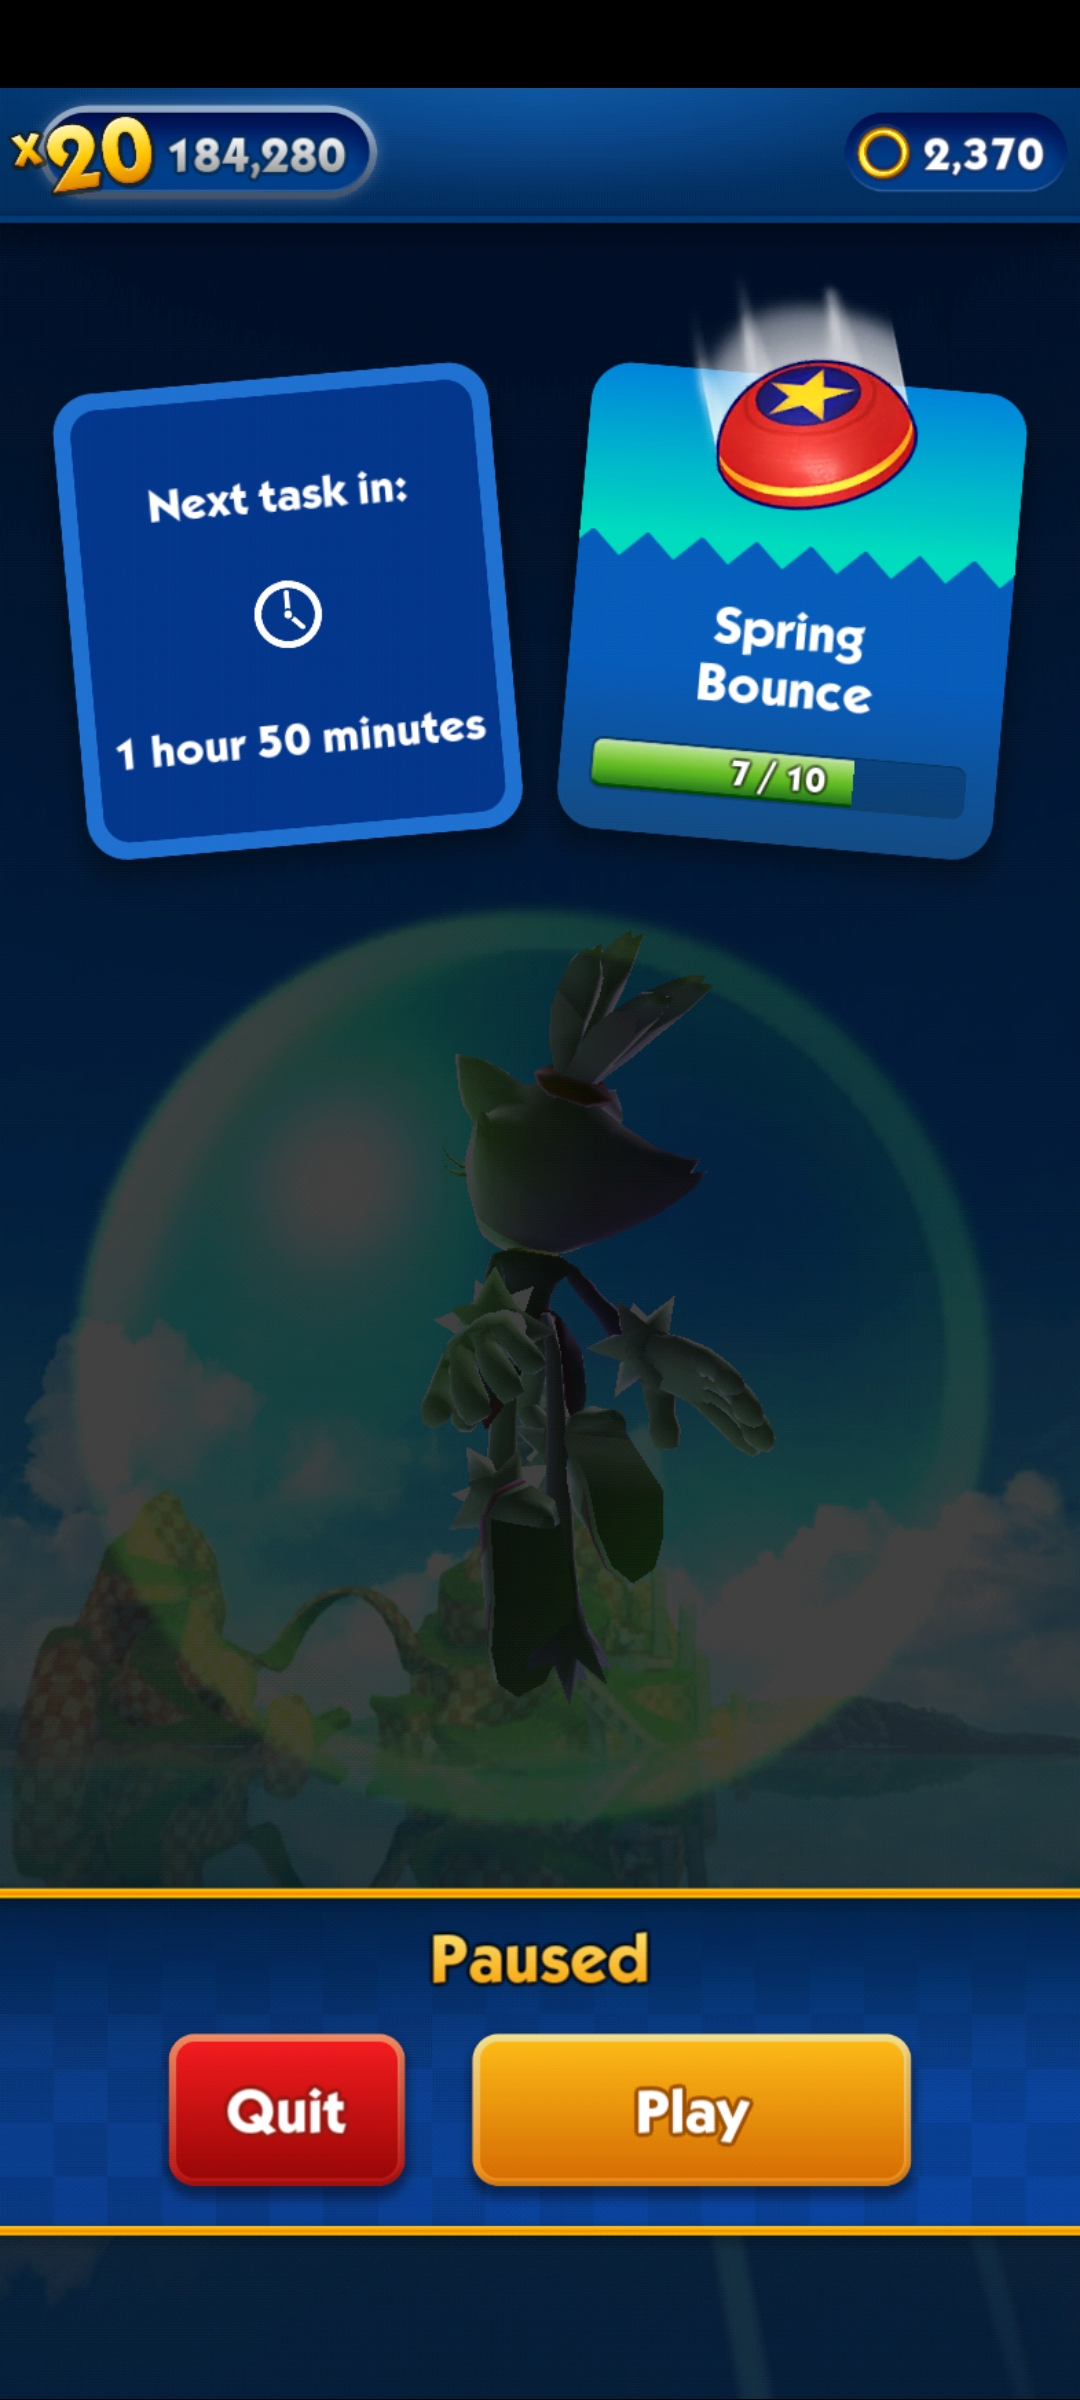 x20 184,280
2,370
Next task in:
1 hour 50 minutes
Spring
Bounce
7 / 10
Paused
Quit
Play